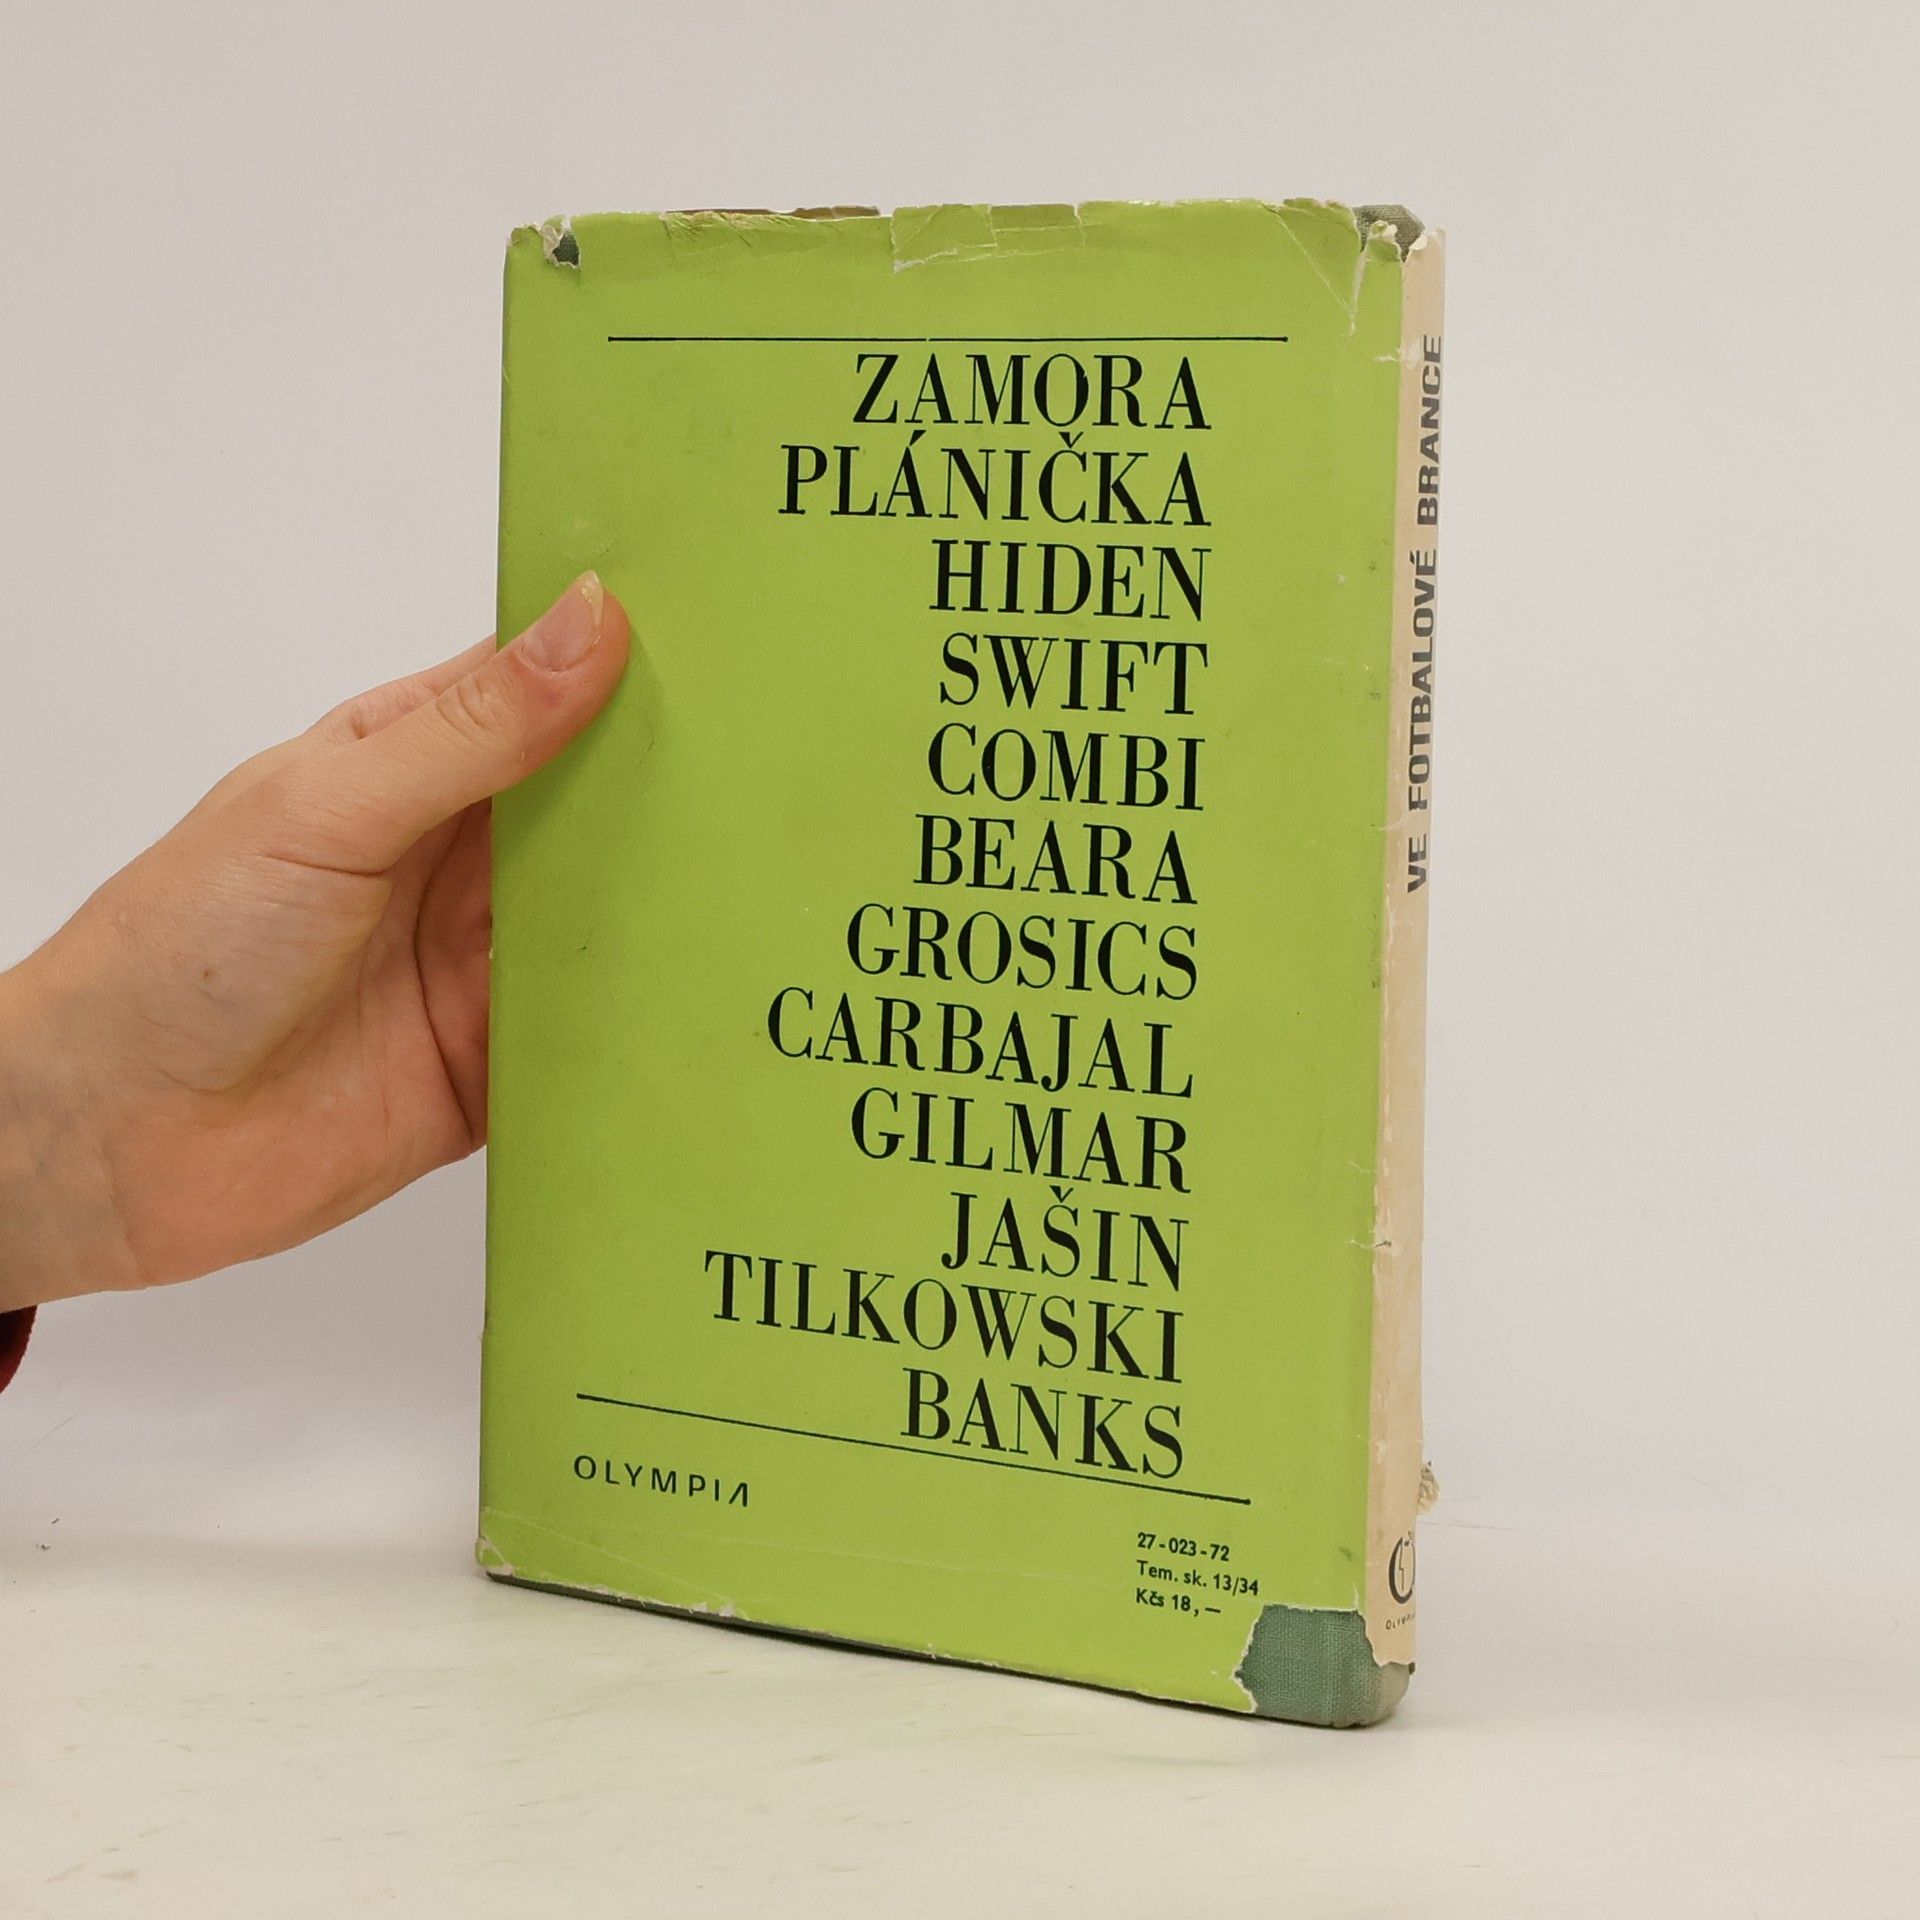 ZAMORA
PLÁNIČKA
HIDEN
SWIFT
COMBI
BEARA
GROSICS
CARBAJAL
GILMAR
JAŠIN
TILKOWSKI
BANKS
OLYMPIA
27-023-72
Tem. sk. 13/34
Kčs 18,—
VE FOTBALOVÉ BRANCE